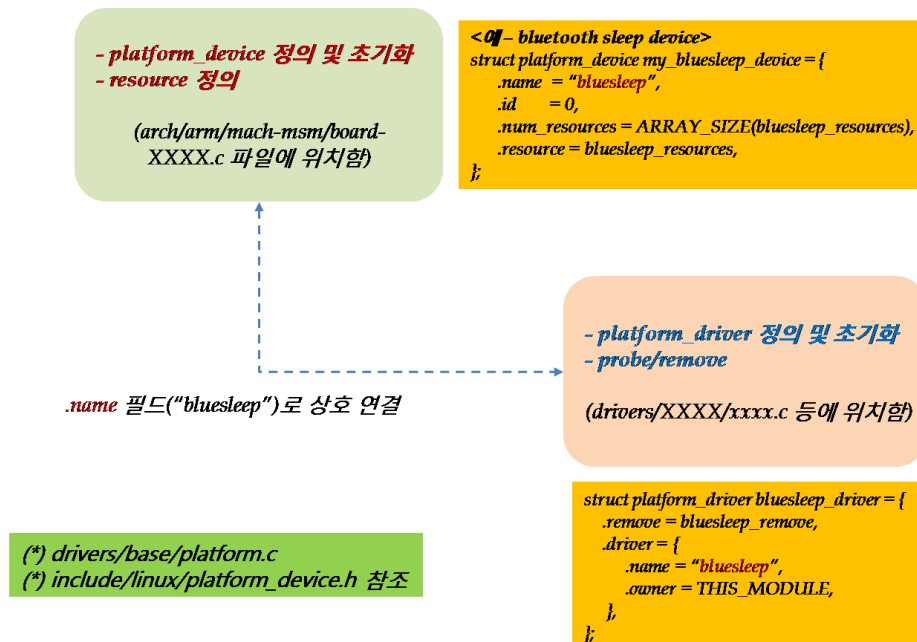 - platform_device 정의 및 초기화
- resource 정의
(arch/arm/mach-msm/board-
XXXX.c 파일에 위치함)
<예 – bluetooth sleep device>
struct platform_device my_bluesleep_device = {
.name = “bluesleep”,
.id = 0,
.num_resources = ARRAY_SIZE(bluesleep_resources),
.resource = bluesleep_resources,
};
- platform_driver 정의 및 초기화
- probe/remove
(drivers/XXXX/xxxx.c 등에 위치함)
.name 필드(“bluesleep”)로 상호 연결
struct platform_driver bluesleep_driver = {
.remove = bluesleep_remove,
.driver = {
.name = “bluesleep”,
.owner = THIS_MODULE,
},
};
(*) drivers/base/platform.c
(*) include/linux/platform_device.h 참조